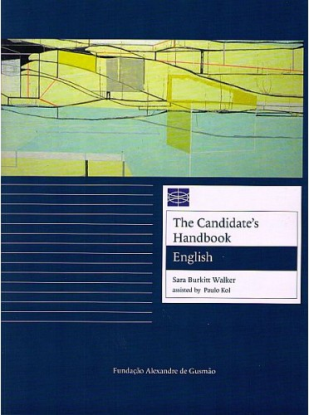 The Candidate's
Handbook
English
Sara Burkitt Walker
assisted by Paulo Kol
Fundação Alexandre de Gusmão